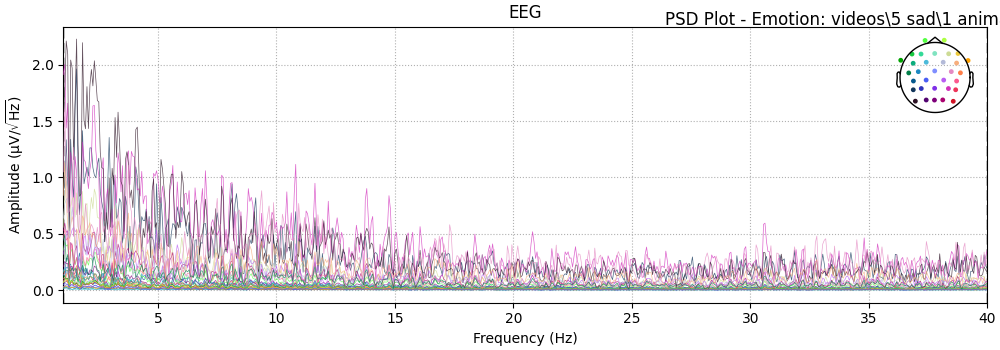 EEG
PSD Plot - Emotion: videos\5 sad\1 anim
2.0
1.5
1.0
0.5
0.0
Amplitude (µV/√Hz)
5 10 15 20 25 30 35 40
Frequency (Hz)